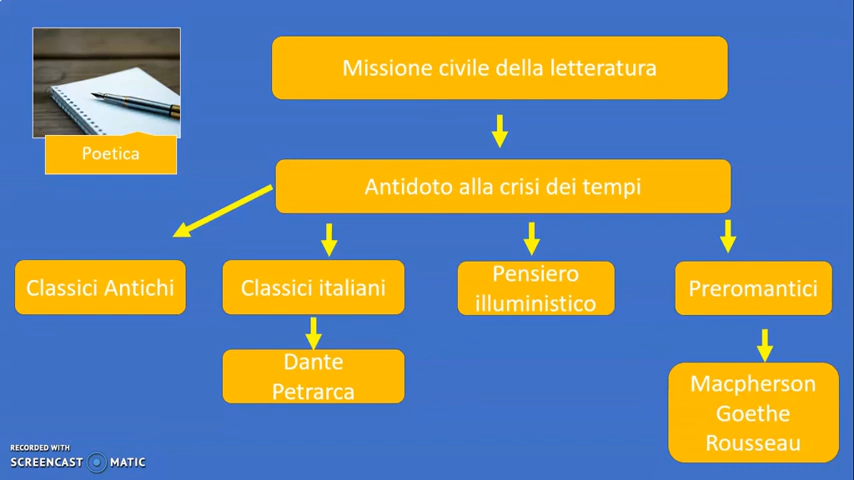 Missione civile della letteratura
Poetica
Antidoto alla crisi dei tempi
Classici Antichi
Classici italiani
Pensiero
illuministico
Preromantici
Dante
Petrarca
Macpherson
Goethe
Rousseau
RECORDED WITH
SCREENCAST MATIC